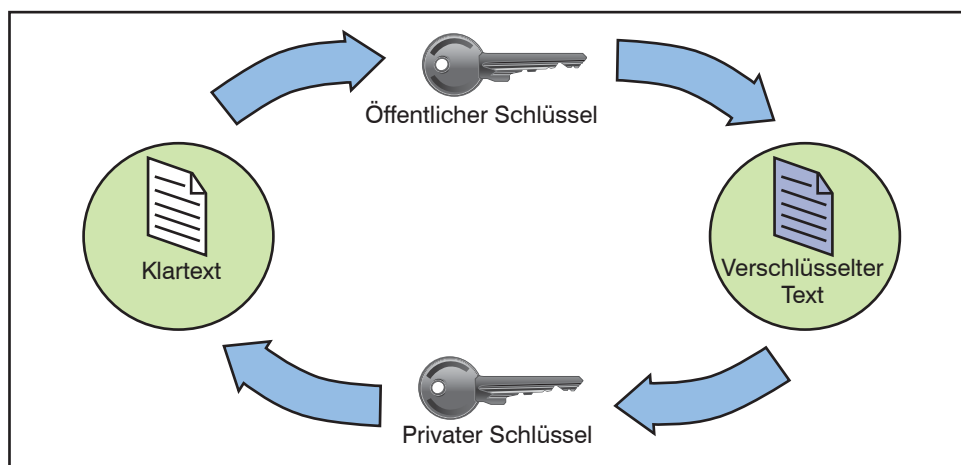 Öffentlicher Schlüssel
Klartext
Verschlüsselter
Text
Privater Schlüssel